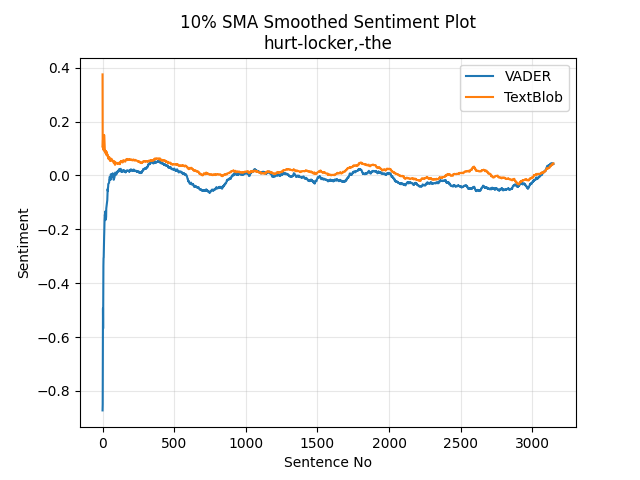 10% SMA Smoothed Sentiment Plot
hurt-locker,-the
VADER
TextBlob
Sentiment
0.4
0.2
0.0
−0.2
−0.4
−0.6
−0.8
0
500
1000
1500
2000
2500
3000
Sentence No